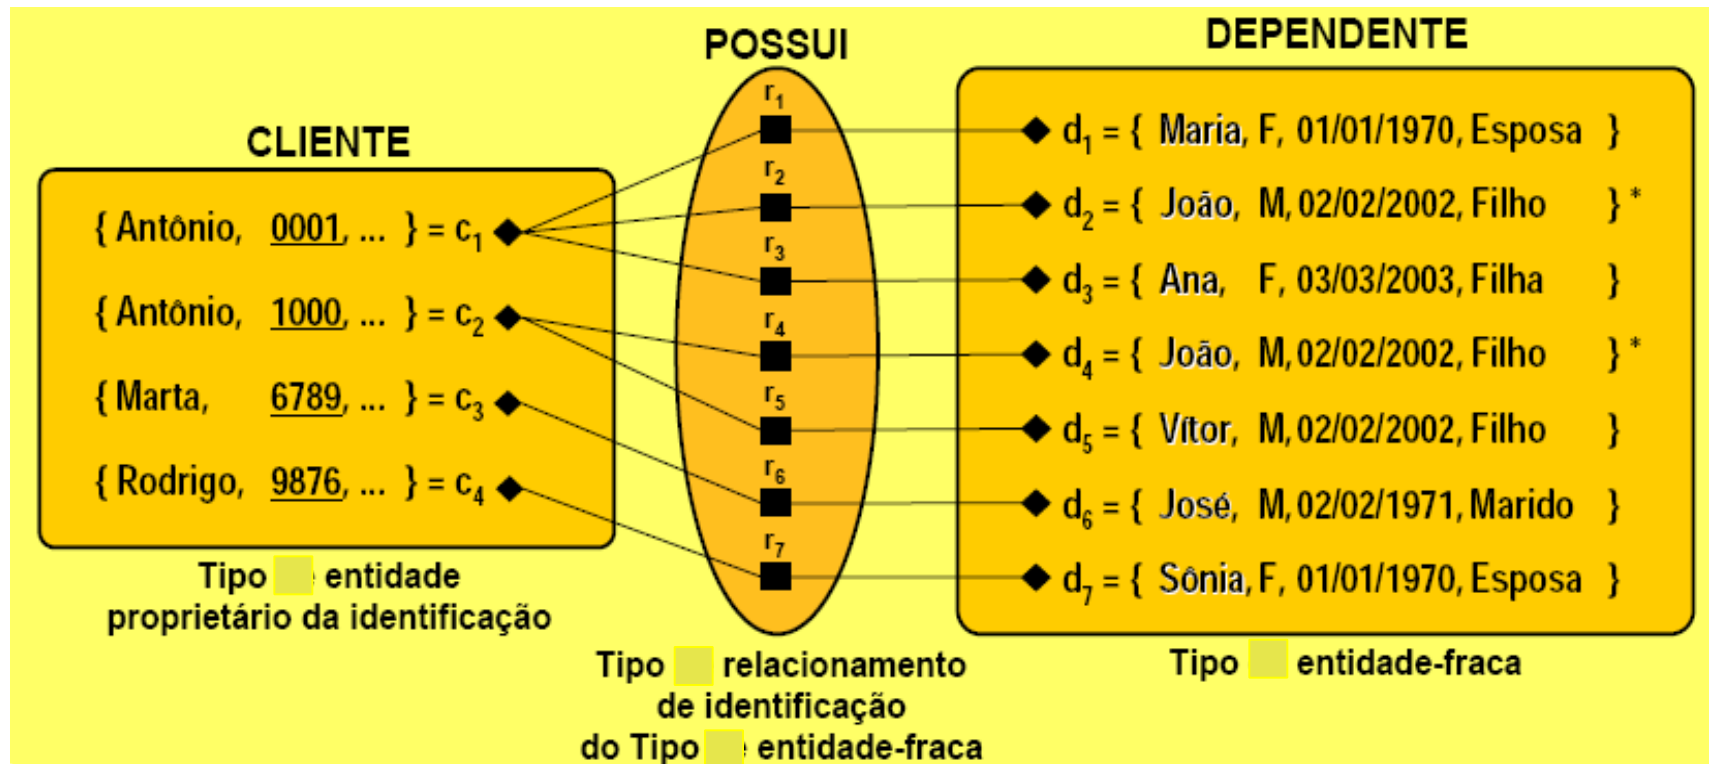 CLIENTE
{ Antônio, 0001, ... } = c₁
{ Antônio, 1000, ... } = c₂
{ Marta, 6789, ... } = c₃
{ Rodrigo, 9876, ... } = c₄
Tipo entidade
proprietário da identificação
POSSUI
r₁
r₂
r₃
r₄
r₅
r₆
r₇
Tipo relacionamento
de identificação
do Tipo entidade-fraca
DEPENDENTE
d₁ = { Maria, F, 01/01/1970, Esposa }
d₂ = { João, M, 02/02/2002, Filho } *
d₃ = { Ana, F, 03/03/2003, Filha }
d₄ = { João, M, 02/02/2002, Filho } *
d₅ = { Vítor, M, 02/02/2002, Filho }
d₆ = { José, M, 02/02/1971, Marido }
d₇ = { Sônia, F, 01/01/1970, Esposa }
Tipo entidade-fraca